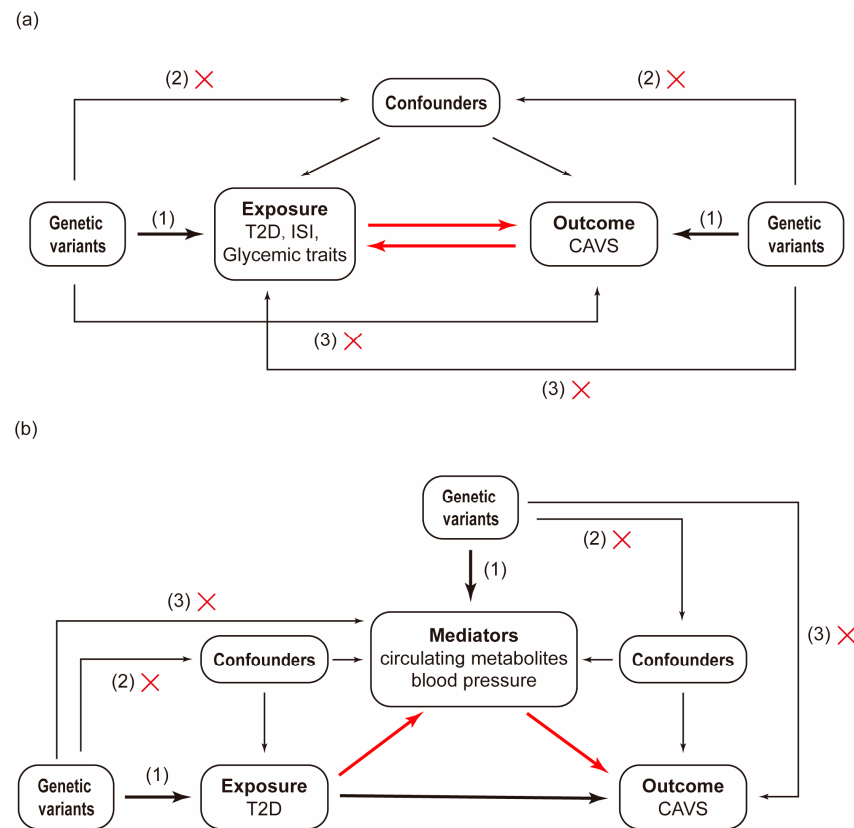 (a)
(2)
(2)
Confounders
Genetic
variants
(1)
Exposure
T2D, ISI,
Glycemic traits
Outcome
CAVS
(1)
Genetic
variants
(3)
(3)
(b)
Genetic
variants
(2)
(1)
(3)
Mediators
circulating metabolites
blood pressure
(3)
Confounders
Confounders
(2)
Genetic
variants
(1)
Exposure
T2D
Outcome
CAVS